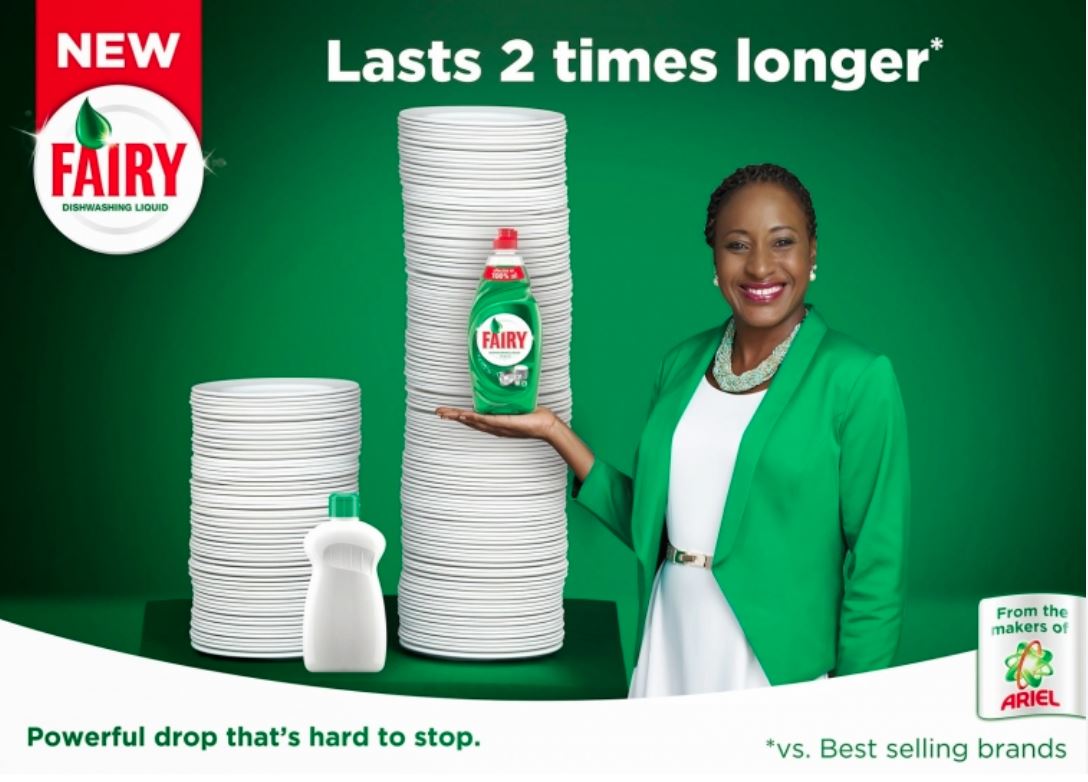 NEW
Lasts 2 times longer*
FAIRY
DISHWASHING LIQUID
100%
FAIRY
From the
makers of
ARIEL
Powerful drop that's hard to stop.
*vs. Best selling brands